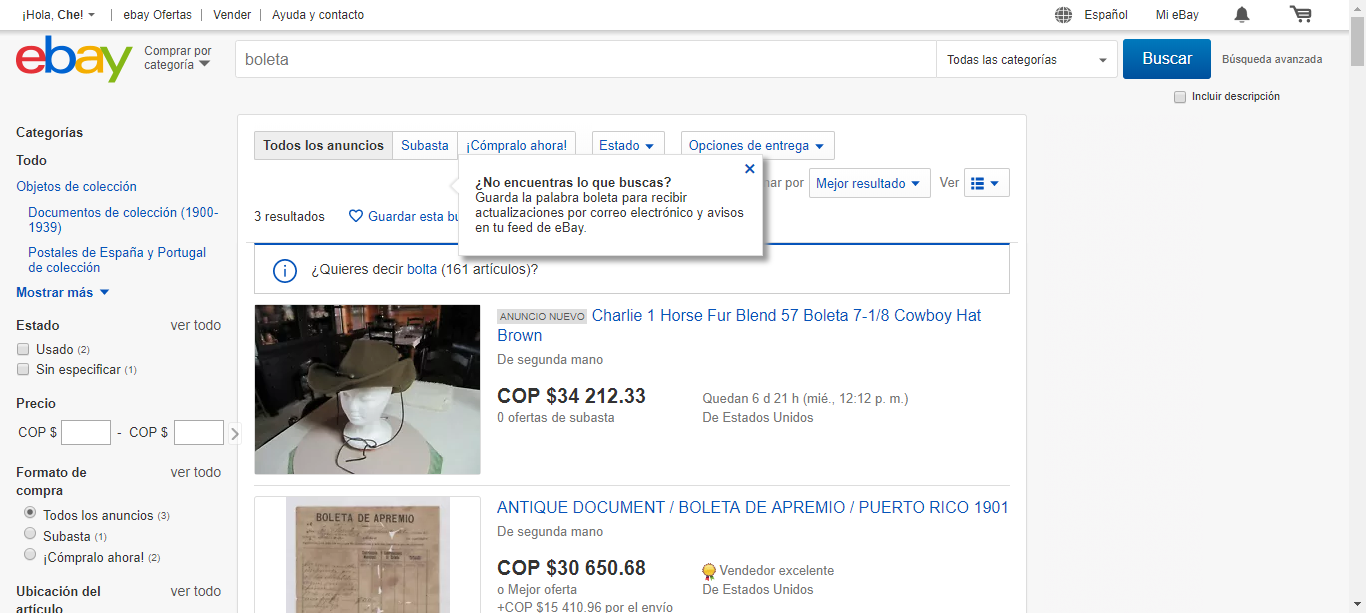 ¡Hola, Che!
ebay Ofertas
Vender
Ayuda y contacto
Español
Mi eBay
ebay
Comprar por
categoría
boleta
Todas las categorías
Buscar
Búsqueda avanzada
Incluir descripción
Categorías
Todo
Objetos de colección
Documentos de colección (1900-
1939)
Postales de España y Portugal
de colección
Mostrar más
Estado ver todo
Usado (2)
Sin especificar (1)
Precio
COP $ - COP $
Formato de
compra ver todo
Todos los anuncios (3)
Subasta (1)
¡Cómpralo ahora! (2)
Ubicación del
artículo ver todo
Todos los anuncios
Subasta
¡Cómpralo ahora!
Estado
Opciones de entrega
¿No encuentras lo que buscas?
Guarda la palabra boleta para recibir
actualizaciones por correo electrónico y avisos
en tu feed de eBay.
por
Mejor resultado
Ver
3 resultados
Guardar esta
¿Quieres decir bolta (161 artículos)?
ANUNCIO NUEVO Charlie 1 Horse Fur Blend 57 Boleta 7-1/8 Cowboy Hat
Brown
De segunda mano
COP $34 212.33
0 ofertas de subasta
Quedan 6 d 21 h (mié., 12:12 p. m.)
De Estados Unidos
BOLETA DE APREMIO
ANTIQUE DOCUMENT / BOLETA DE APREMIO / PUERTO RICO 1901
De segunda mano
COP $30 650.68
o Mejor oferta
+COP $15 410.96 por el envío
Vendedor excelente
De Estados Unidos